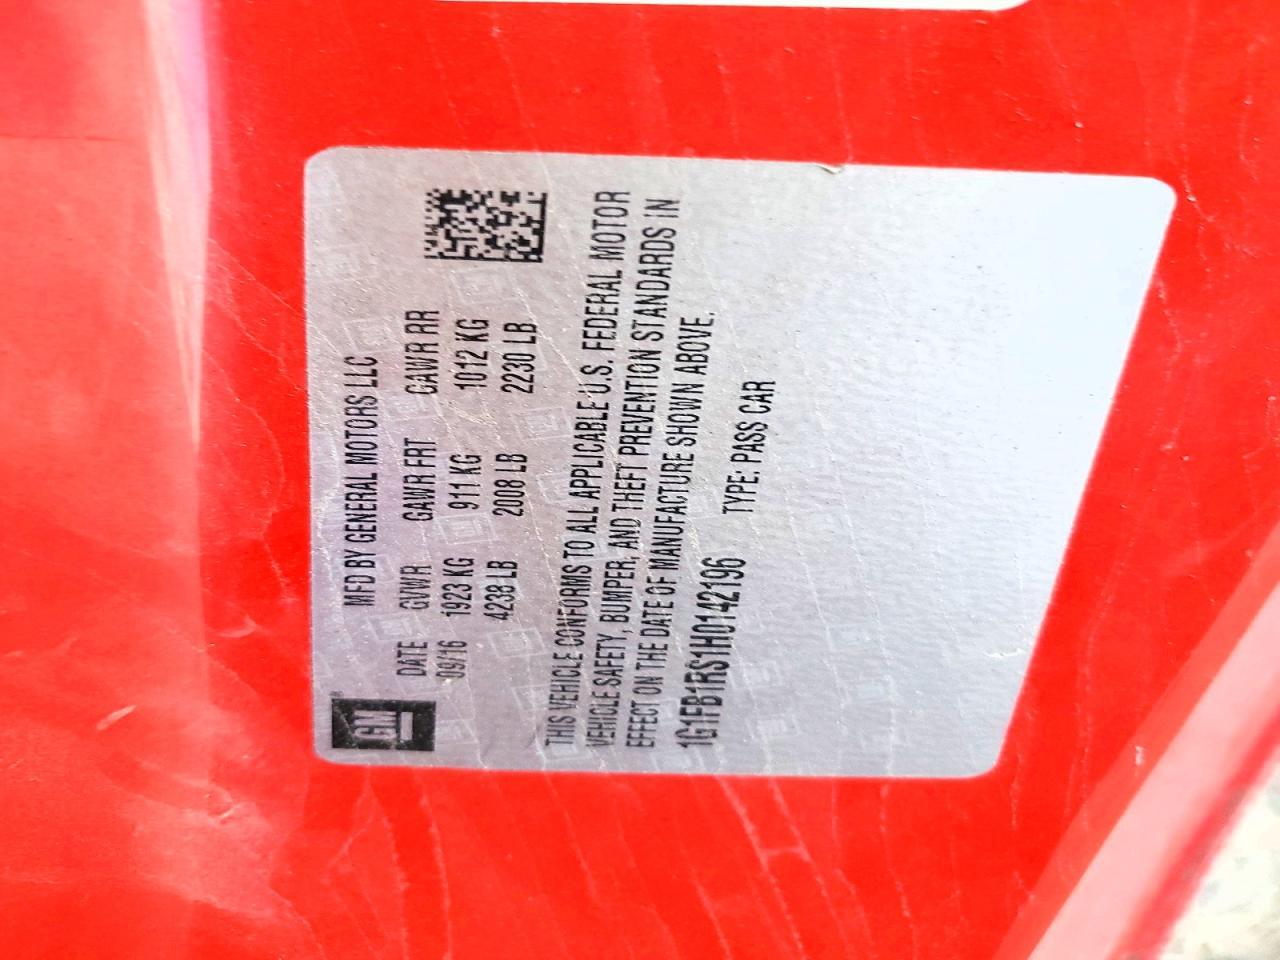 GM
MFD BY GENERAL MOTORS LLC
DATE GVWR GAWR FRT GAWR RR
09/16 1923 KG 911 KG 1012 KG
4238 LB 2008 LB 2230 LB
THIS VEHICLE CONFORMS TO ALL APPLICABLE U.S. FEDERAL MOTOR
VEHICLE SAFETY, BUMPER, AND THEFT PREVENTION STANDARDS IN
EFFECT ON THE DATE OF MANUFACTURE SHOWN ABOVE.
1G1FB1RS1H0142196 TYPE: PASS CAR